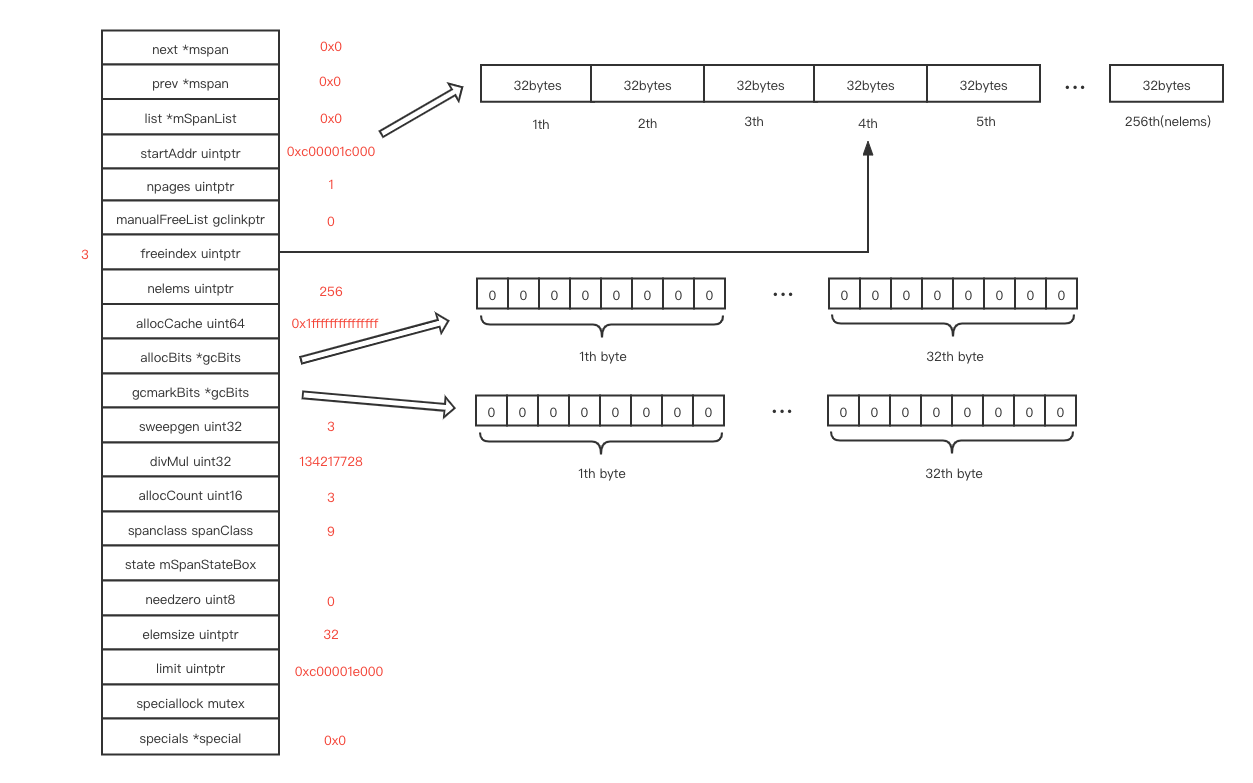 next *mspan
0x0
prev *mspan
0x0
list *mSpanList
0x0
startAddr uintptr
0xc00001c000
npages uintptr
1
manualFreeList gclinkptr
0
3
freeindex uintptr
nelems uintptr
256
allocCache uint64
0x1fffffffffffffff
allocBits *gcBits
gcmarkBits *gcBits
sweepgen uint32
3
divMul uint32
134217728
allocCount uint16
3
spanclass spanClass
9
state mSpanStateBox
needzero uint8
0
elemsize uintptr
32
limit uintptr
0xc00001e000
speciallock mutex
specials *special
0x0
32bytes 32bytes 32bytes 32bytes 32bytes ... 32bytes
1th 2th 3th 4th 5th 256th(nelems)
0 0 0 0 0 0 0 0 ... 0 0 0 0 0 0 0 0
1th byte 32th byte
0 0 0 0 0 0 0 0 ... 0 0 0 0 0 0 0 0
1th byte 32th byte